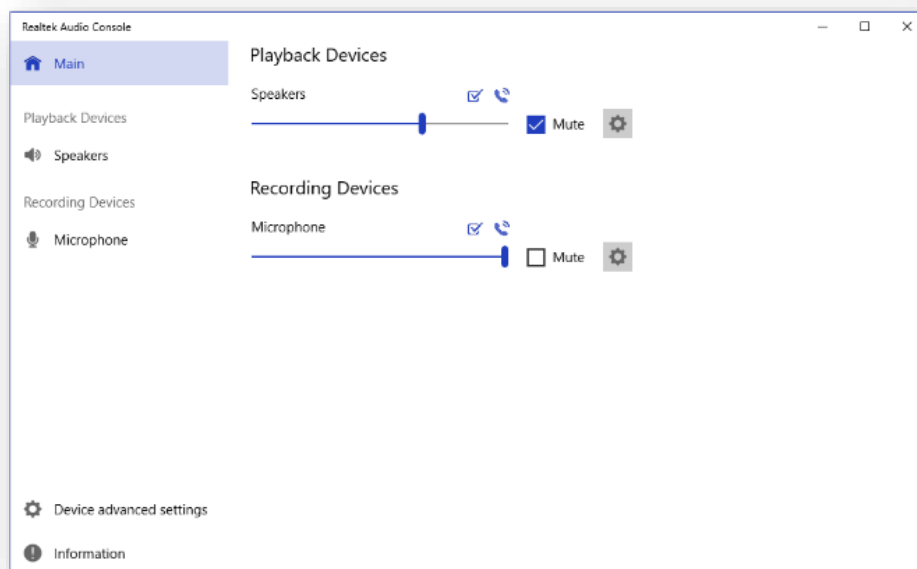 Realtek Audio Console
Main
Playback Devices
Speakers
Recording Devices
Microphone
Device advanced settings
Information
Playback Devices
Speakers
Mute
Recording Devices
Microphone
Mute